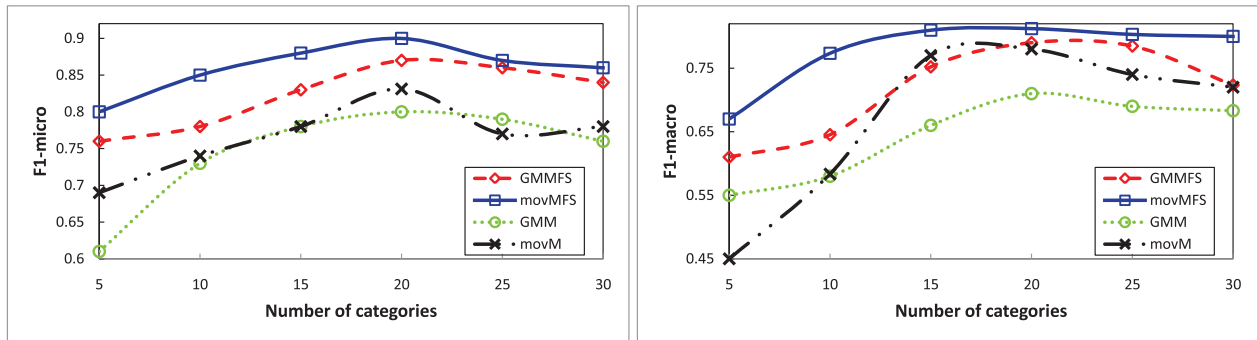 F1-micro
0.9
0.85
0.8
0.75
0.7
0.65
0.6
5 10 15 20 25 30
Number of categories
GMMFS
movMFS
GMM
movM
F1-macro
0.75
0.65
0.55
0.45
5 10 15 20 25 30
Number of categories
GMMFS
movMFS
GMM
movM